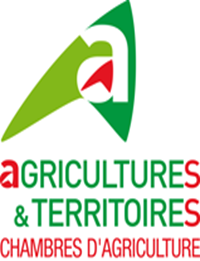 a
aGRICULTURES
& TERRITOIRES
CHAMBRES D'AGRICULTURE